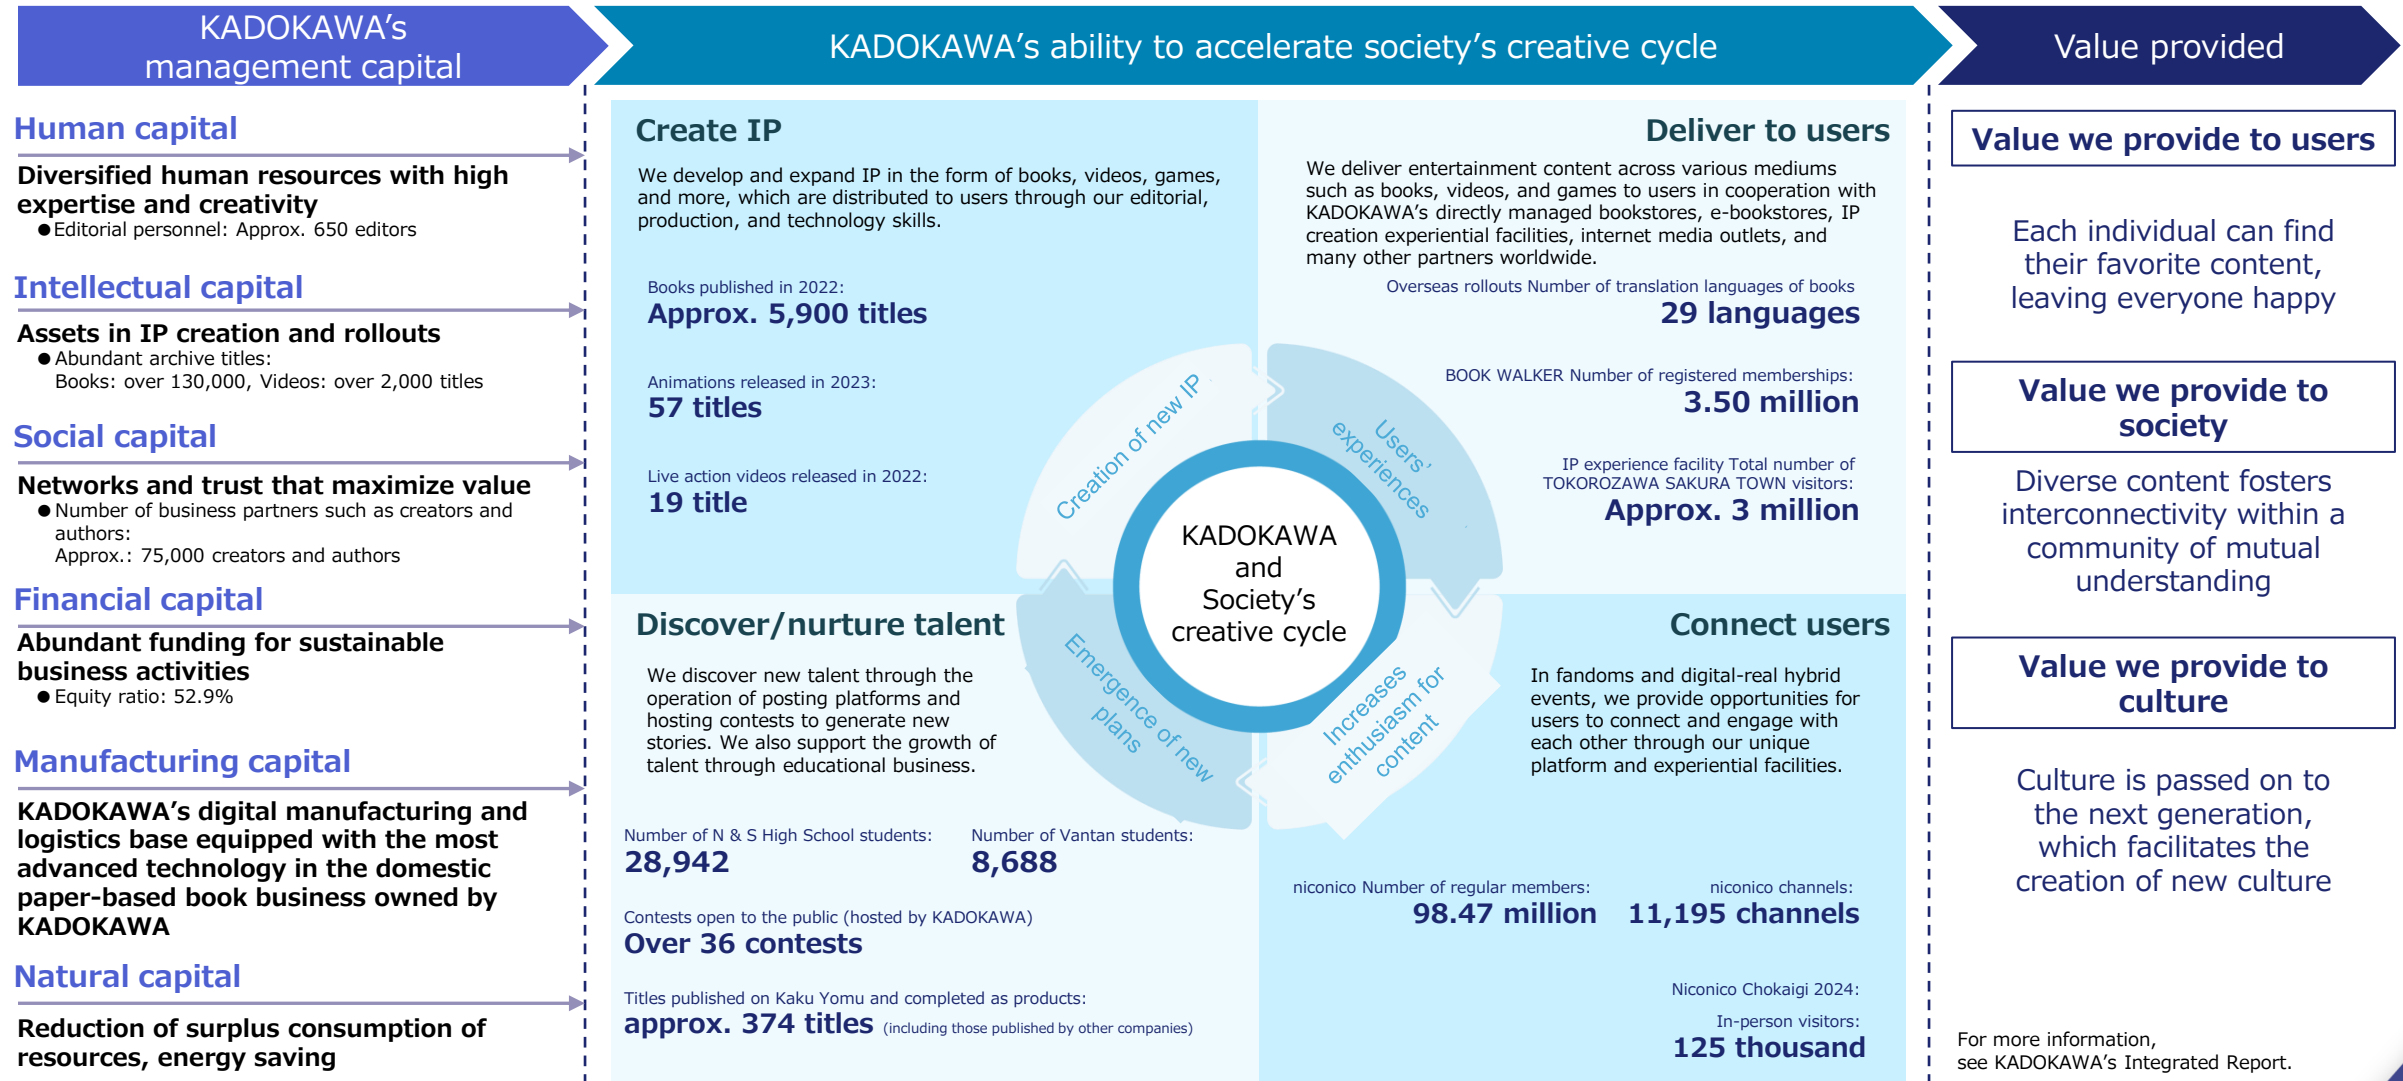 KADOKAWA's
management capital
KADOKAWA's ability to accelerate society's creative cycle
Value provided
Human capital
Diversified human resources with high
expertise and creativity
●Editorial personnel: Approx. 650 editors
Intellectual capital
Assets in IP creation and rollouts
●Abundant archive titles:
Books: over 130,000, Videos: over 2,000 titles
Social capital
Networks and trust that maximize value
●Number of business partners such as creators and
authors:
Approx.: 75,000 creators and authors
Financial capital
Abundant funding for sustainable
business activities
●Equity ratio: 52.9%
Manufacturing capital
KADOKAWA's digital manufacturing and
logistics base equipped with the most
advanced technology in the domestic
paper-based book business owned by
KADOKAWA
Natural capital
Reduction of surplus consumption of
resources, energy saving
Create IP
We develop and expand IP in the form of books, videos, games,
and more, which are distributed to users through our editorial,
production, and technology skills.
Books published in 2022:
Approx. 5,900 titles
Animations released in 2023:
57 titles
Live action videos released in 2022:
19 title
Deliver to users
We deliver entertainment content across various mediums
such as books, videos, and games to users in cooperation with
KADOKAWA's directly managed bookstores, e-bookstores, IP
creation experiential facilities, internet media outlets, and
many other partners worldwide.
Overseas rollouts Number of translation languages of books
29 languages
BOOK WALKER Number of registered memberships:
3.50 million
IP experience facility Total number of
TOKOROZAWA SAKURA TOWN visitors:
Approx. 3 million
Creation of new IP
Users'
experiences
KADOKAWA
and
Society's
creative cycle
Emergence of new
plans
Increases
enthusiasm for
content
Discover/nurture talent
We discover new talent through the
operation of posting platforms and
hosting contests to generate new
stories. We also support the growth of
talent through educational business.
Number of N & S High School students:
28,942
Number of Vantan students:
8,688
Contests open to the public (hosted by KADOKAWA)
Over 36 contests
Titles published on Kaku Yomu and completed as products:
approx. 374 titles (including those published by other companies)
Connect users
In fandoms and digital-real hybrid
events, we provide opportunities for
users to connect and engage with
each other through our unique
platform and experiential facilities.
niconico Number of regular members:
98.47 million
niconico channels:
11,195 channels
Niconico Chokaigi 2024:
In-person visitors:
125 thousand
Value we provide to users
Each individual can find
their favorite content,
leaving everyone happy
Value we provide to
society
Diverse content fosters
interconnectivity within a
community of mutual
understanding
Value we provide to
culture
Culture is passed on to
the next generation,
which facilitates the
creation of new culture
For more information,
see KADOKAWA's Integrated Report.